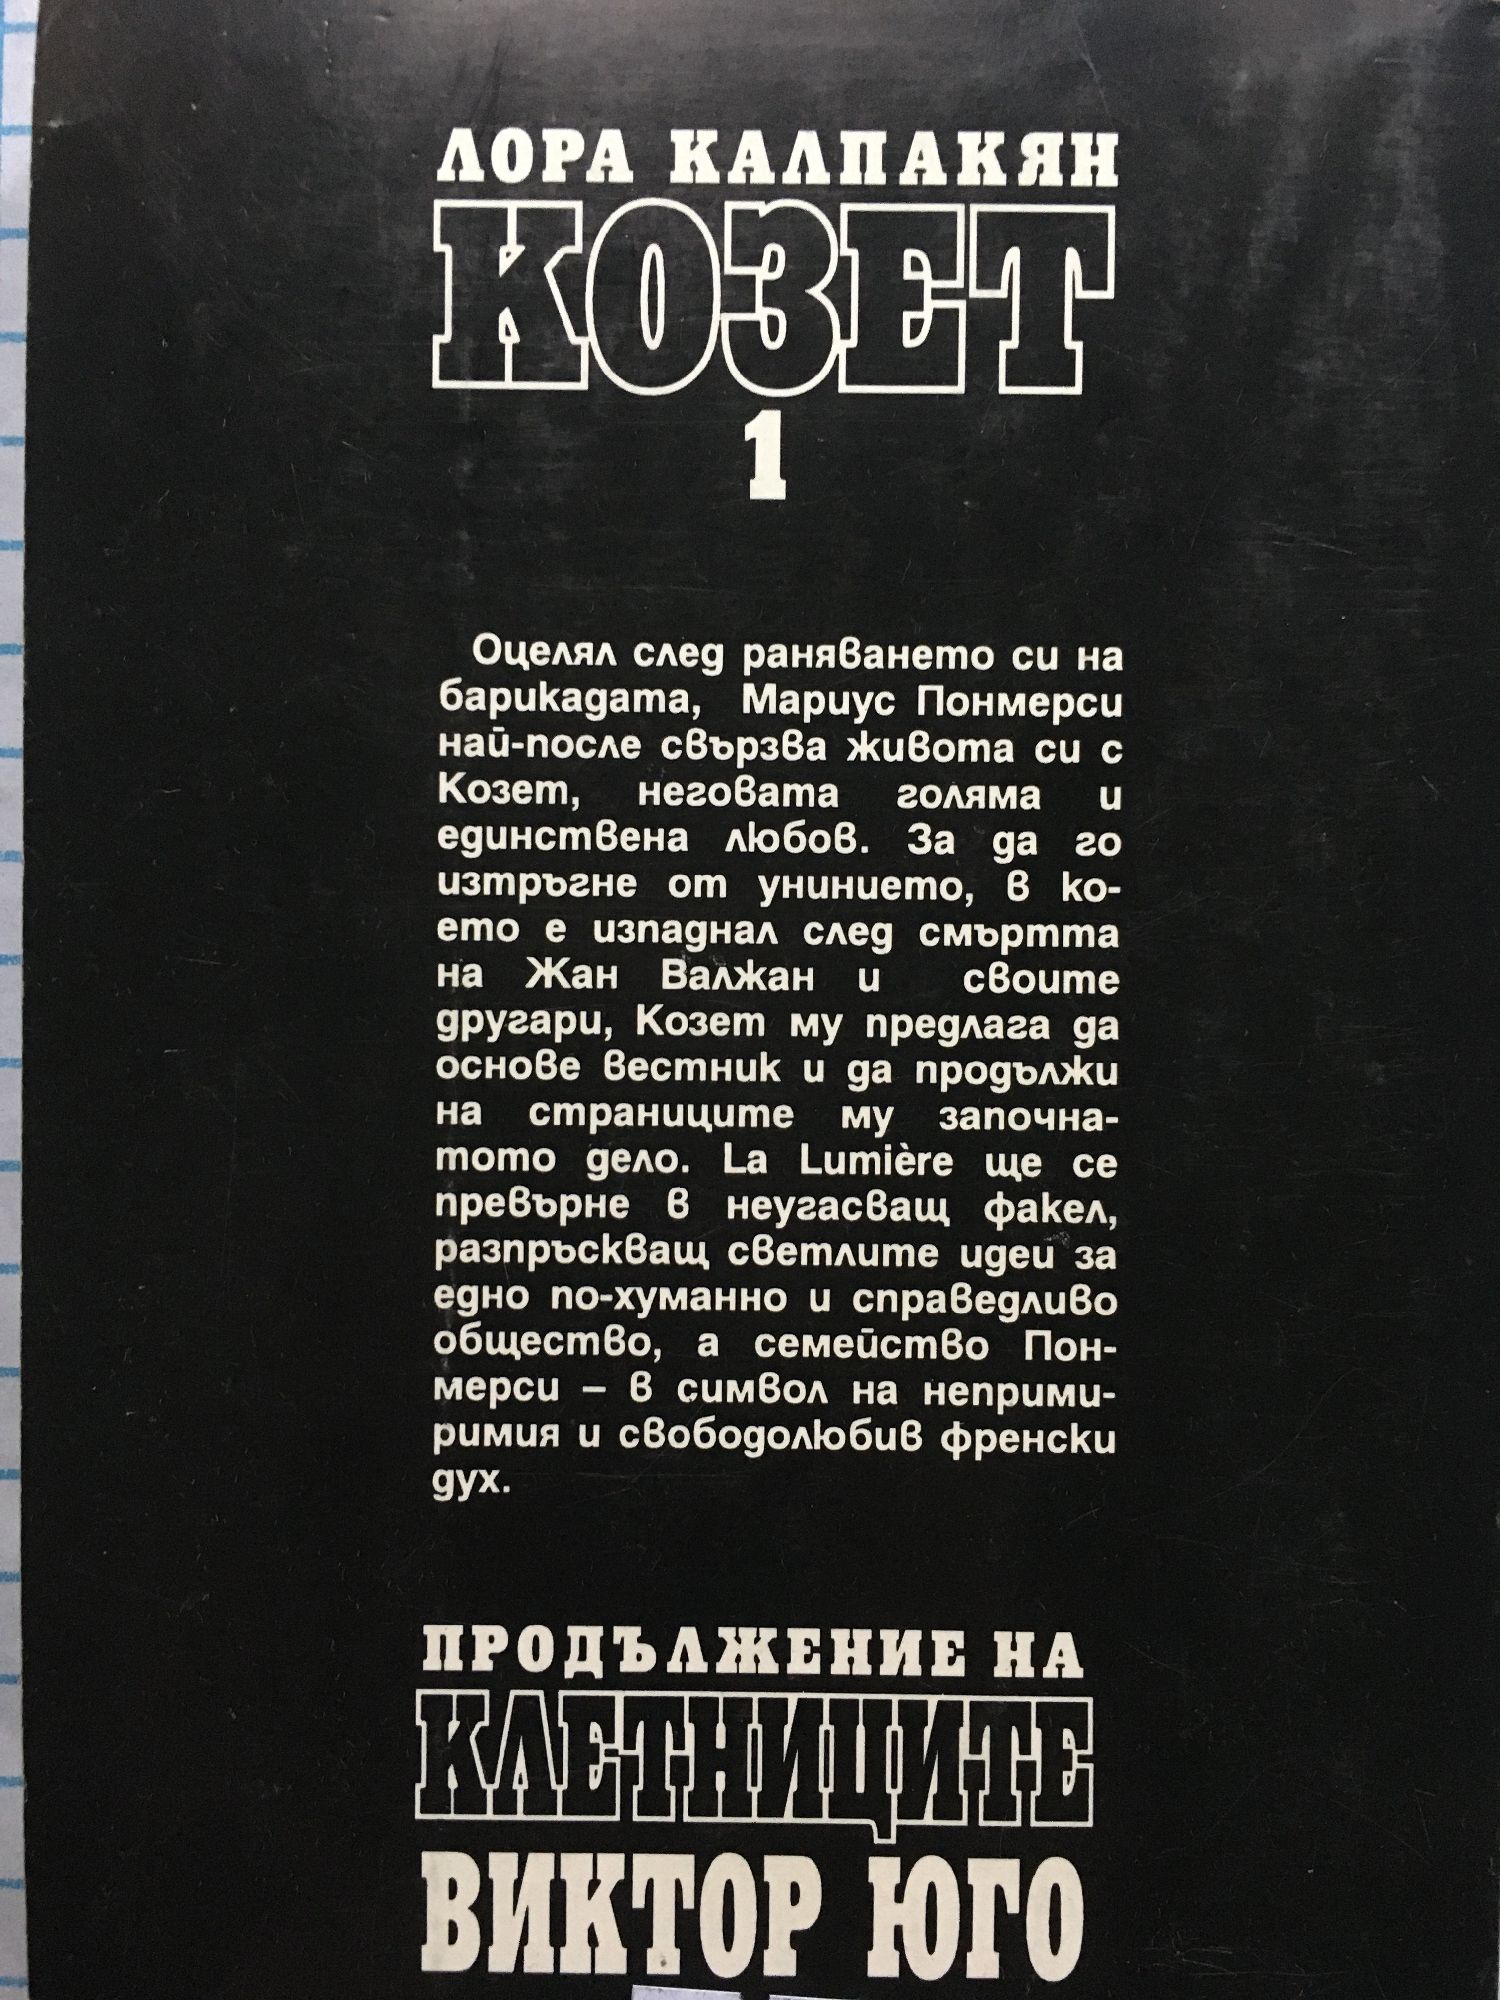 ЛОРА КАЛПАКЯН
КОЗЕТ
1
Оцелял след раняването си на
барикадата, Мариус Понмерси
най-после свързва живота си с
Козет, неговата голяма и
единствена любов. За да го
изтръгне от унинието, в ко-
ето е изпаднал след смъртта
на Жан Валжан и своите
другари, Козет му предлага да
основе вестник и да продължи
на страниците му започна-
тото дело. La Lumière ще се
превърне в неугасващ факел,
разпръскващ светлите идеи за
едно по-хуманно и справедливо
общество, а семейство Пон-
мерси – в символ на неприми-
римия и свободолюбив френски
дух.
ПРОДЪЛЖЕНИЕ НА
КЛЕТНИЦИТЕ
ВИКТОР ЮГО